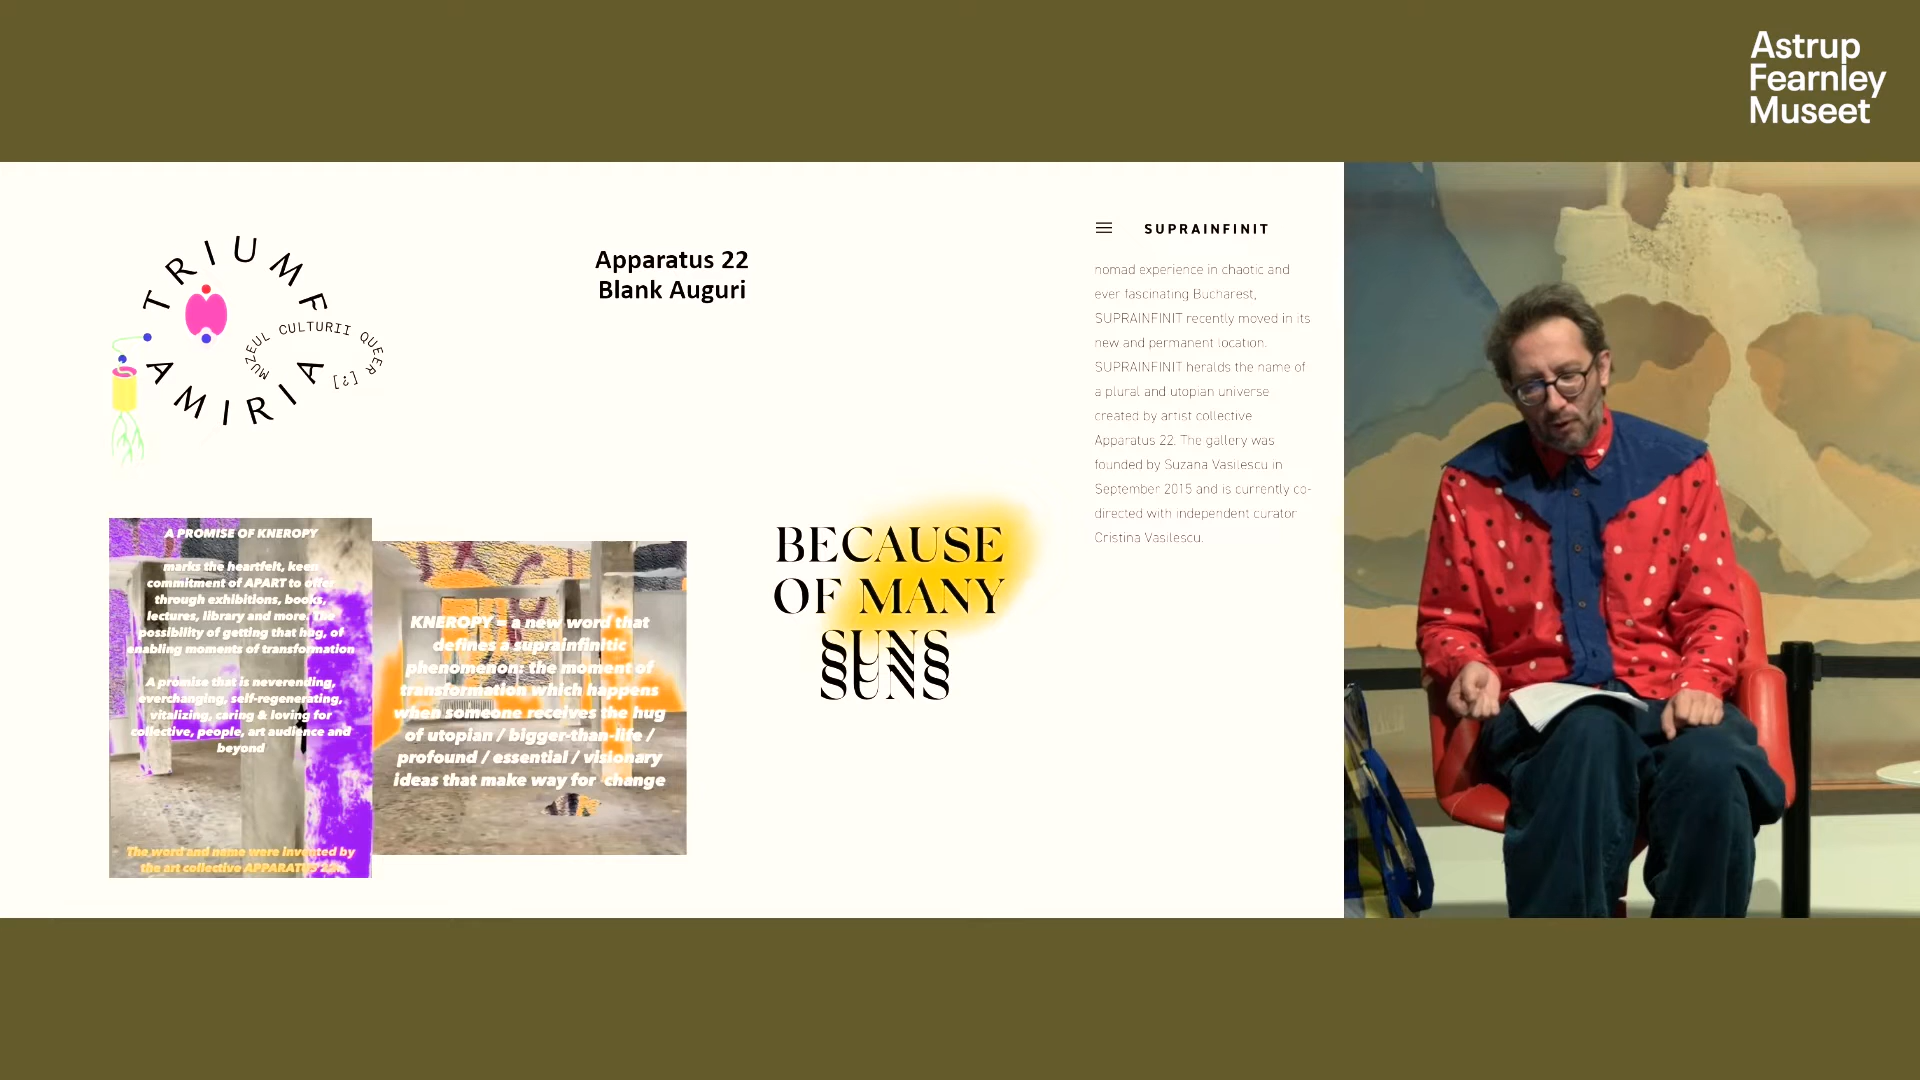 Astrup
Fearnley
Museet
TRIUMF
AMIRIA
MUZEUL CULTURII QUEER [?]
Apparatus 22
Blank Auguri
SUPRAINFINIT
nomad experience in chaotic and
ever fascinating Bucharest,
SUPRAINFINIT recently moved in its
new and permanent location.
SUPRAINFINIT heralds the name of
a plural and utopian universe
created by artist collective
Apparatus 22. The gallery was
founded by Suzana Vasilescu in
September 2015 and is currently co-
directed with independent curator
Cristina Vasilescu.
A PROMISE OF KNEROPY
marks the heartfelt, keen
commitment of APART to offer
through exhibitions, books,
lectures, library and more. The
possibility of getting that hug, of
enabling moments of transformation
A promise that is neverending,
everchanging, self-regenerating,
vitalizing, caring & loving for
collective, people, art audience and
beyond
The word and name were invented by
the art collective APPARATUS 22
KNEROPY = a new word that
defines a suprainfinitic
phenomenon: the moment of
transformation which happens
when someone receives the hug
of utopian / bigger-than-life /
profound / essential / visionary
ideas that make way for change
BECAUSE
OF MANY
SUNS
SUNS